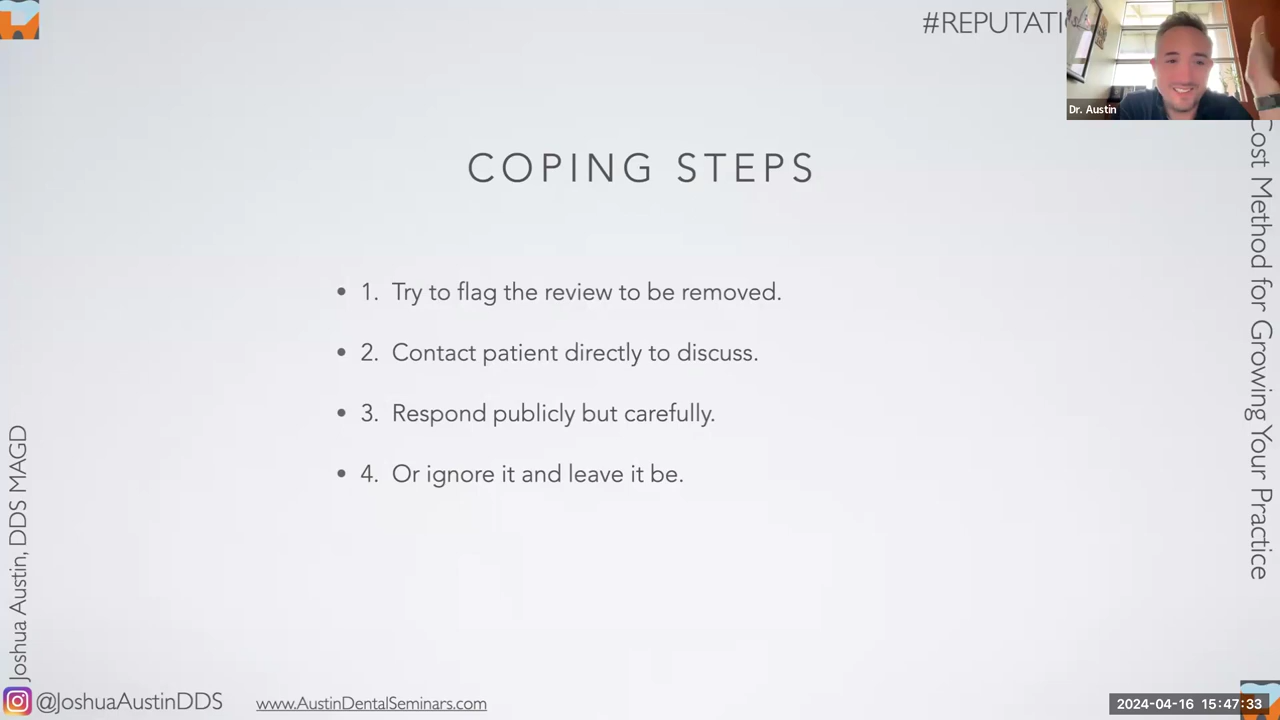 #REPUTATI
Dr. Austin
COPING STEPS
• 1. Try to flag the review to be removed.
• 2. Contact patient directly to discuss.
• 3. Respond publicly but carefully.
• 4. Or ignore it and leave it be.
Cost Method for Growing Your Practice
Joshua Austin, DDS MAGD
@JoshuaAustinDDS
www.AustinDentalSeminars.com
2024-04-16 15:47:33